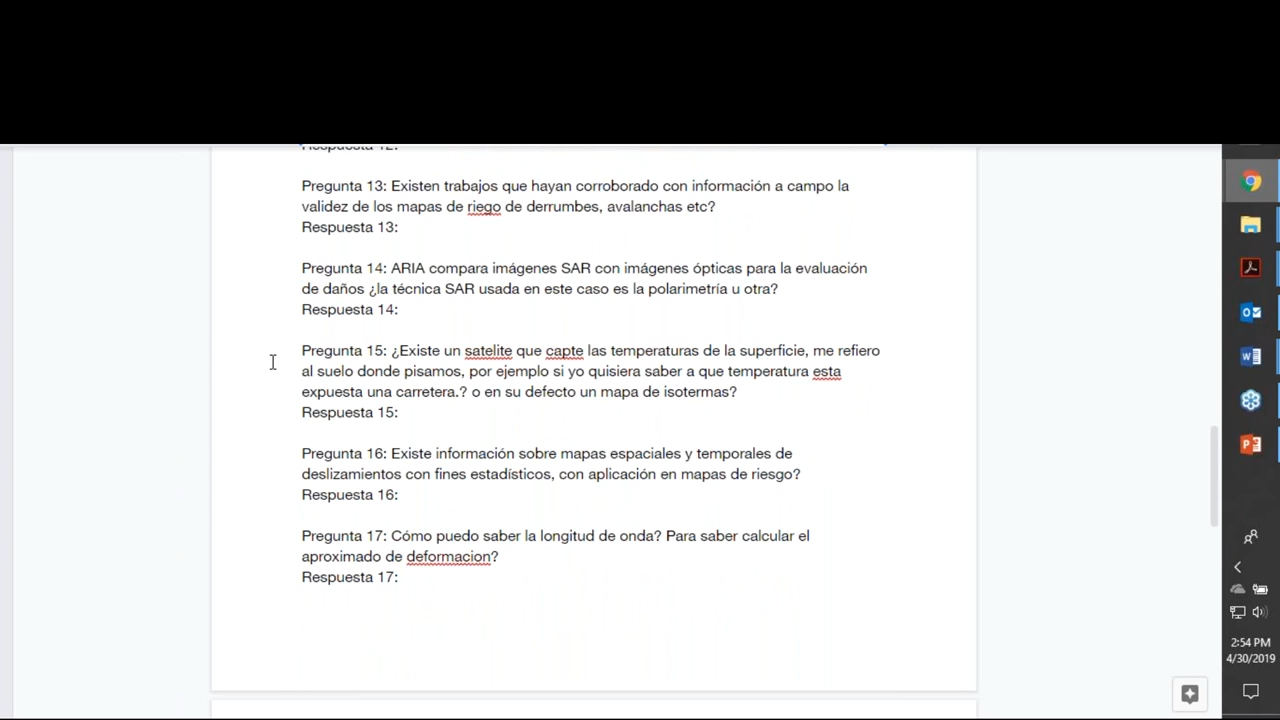 Respuesta 12:
Pregunta 13: Existen trabajos que hayan corroborado con información a campo la
validez de los mapas de riego de derrumbes, avalanchas etc?
Respuesta 13:
Pregunta 14: ARIA compara imágenes SAR con imágenes ópticas para la evaluación
de daños ¿la técnica SAR usada en este caso es la polarimetría u otra?
Respuesta 14:
Pregunta 15: ¿Existe un satelite que capte las temperaturas de la superficie, me refiero
al suelo donde pisamos, por ejemplo si yo quisiera saber a que temperatura esta
expuesta una carretera.? o en su defecto un mapa de isotermas?
Respuesta 15:
Pregunta 16: Existe información sobre mapas espaciales y temporales de
deslizamientos con fines estadísticos, con aplicación en mapas de riesgo?
Respuesta 16:
Pregunta 17: Cómo puedo saber la longitud de onda? Para saber calcular el
aproximado de deformacion?
Respuesta 17:
2:54 PM
4/30/2019